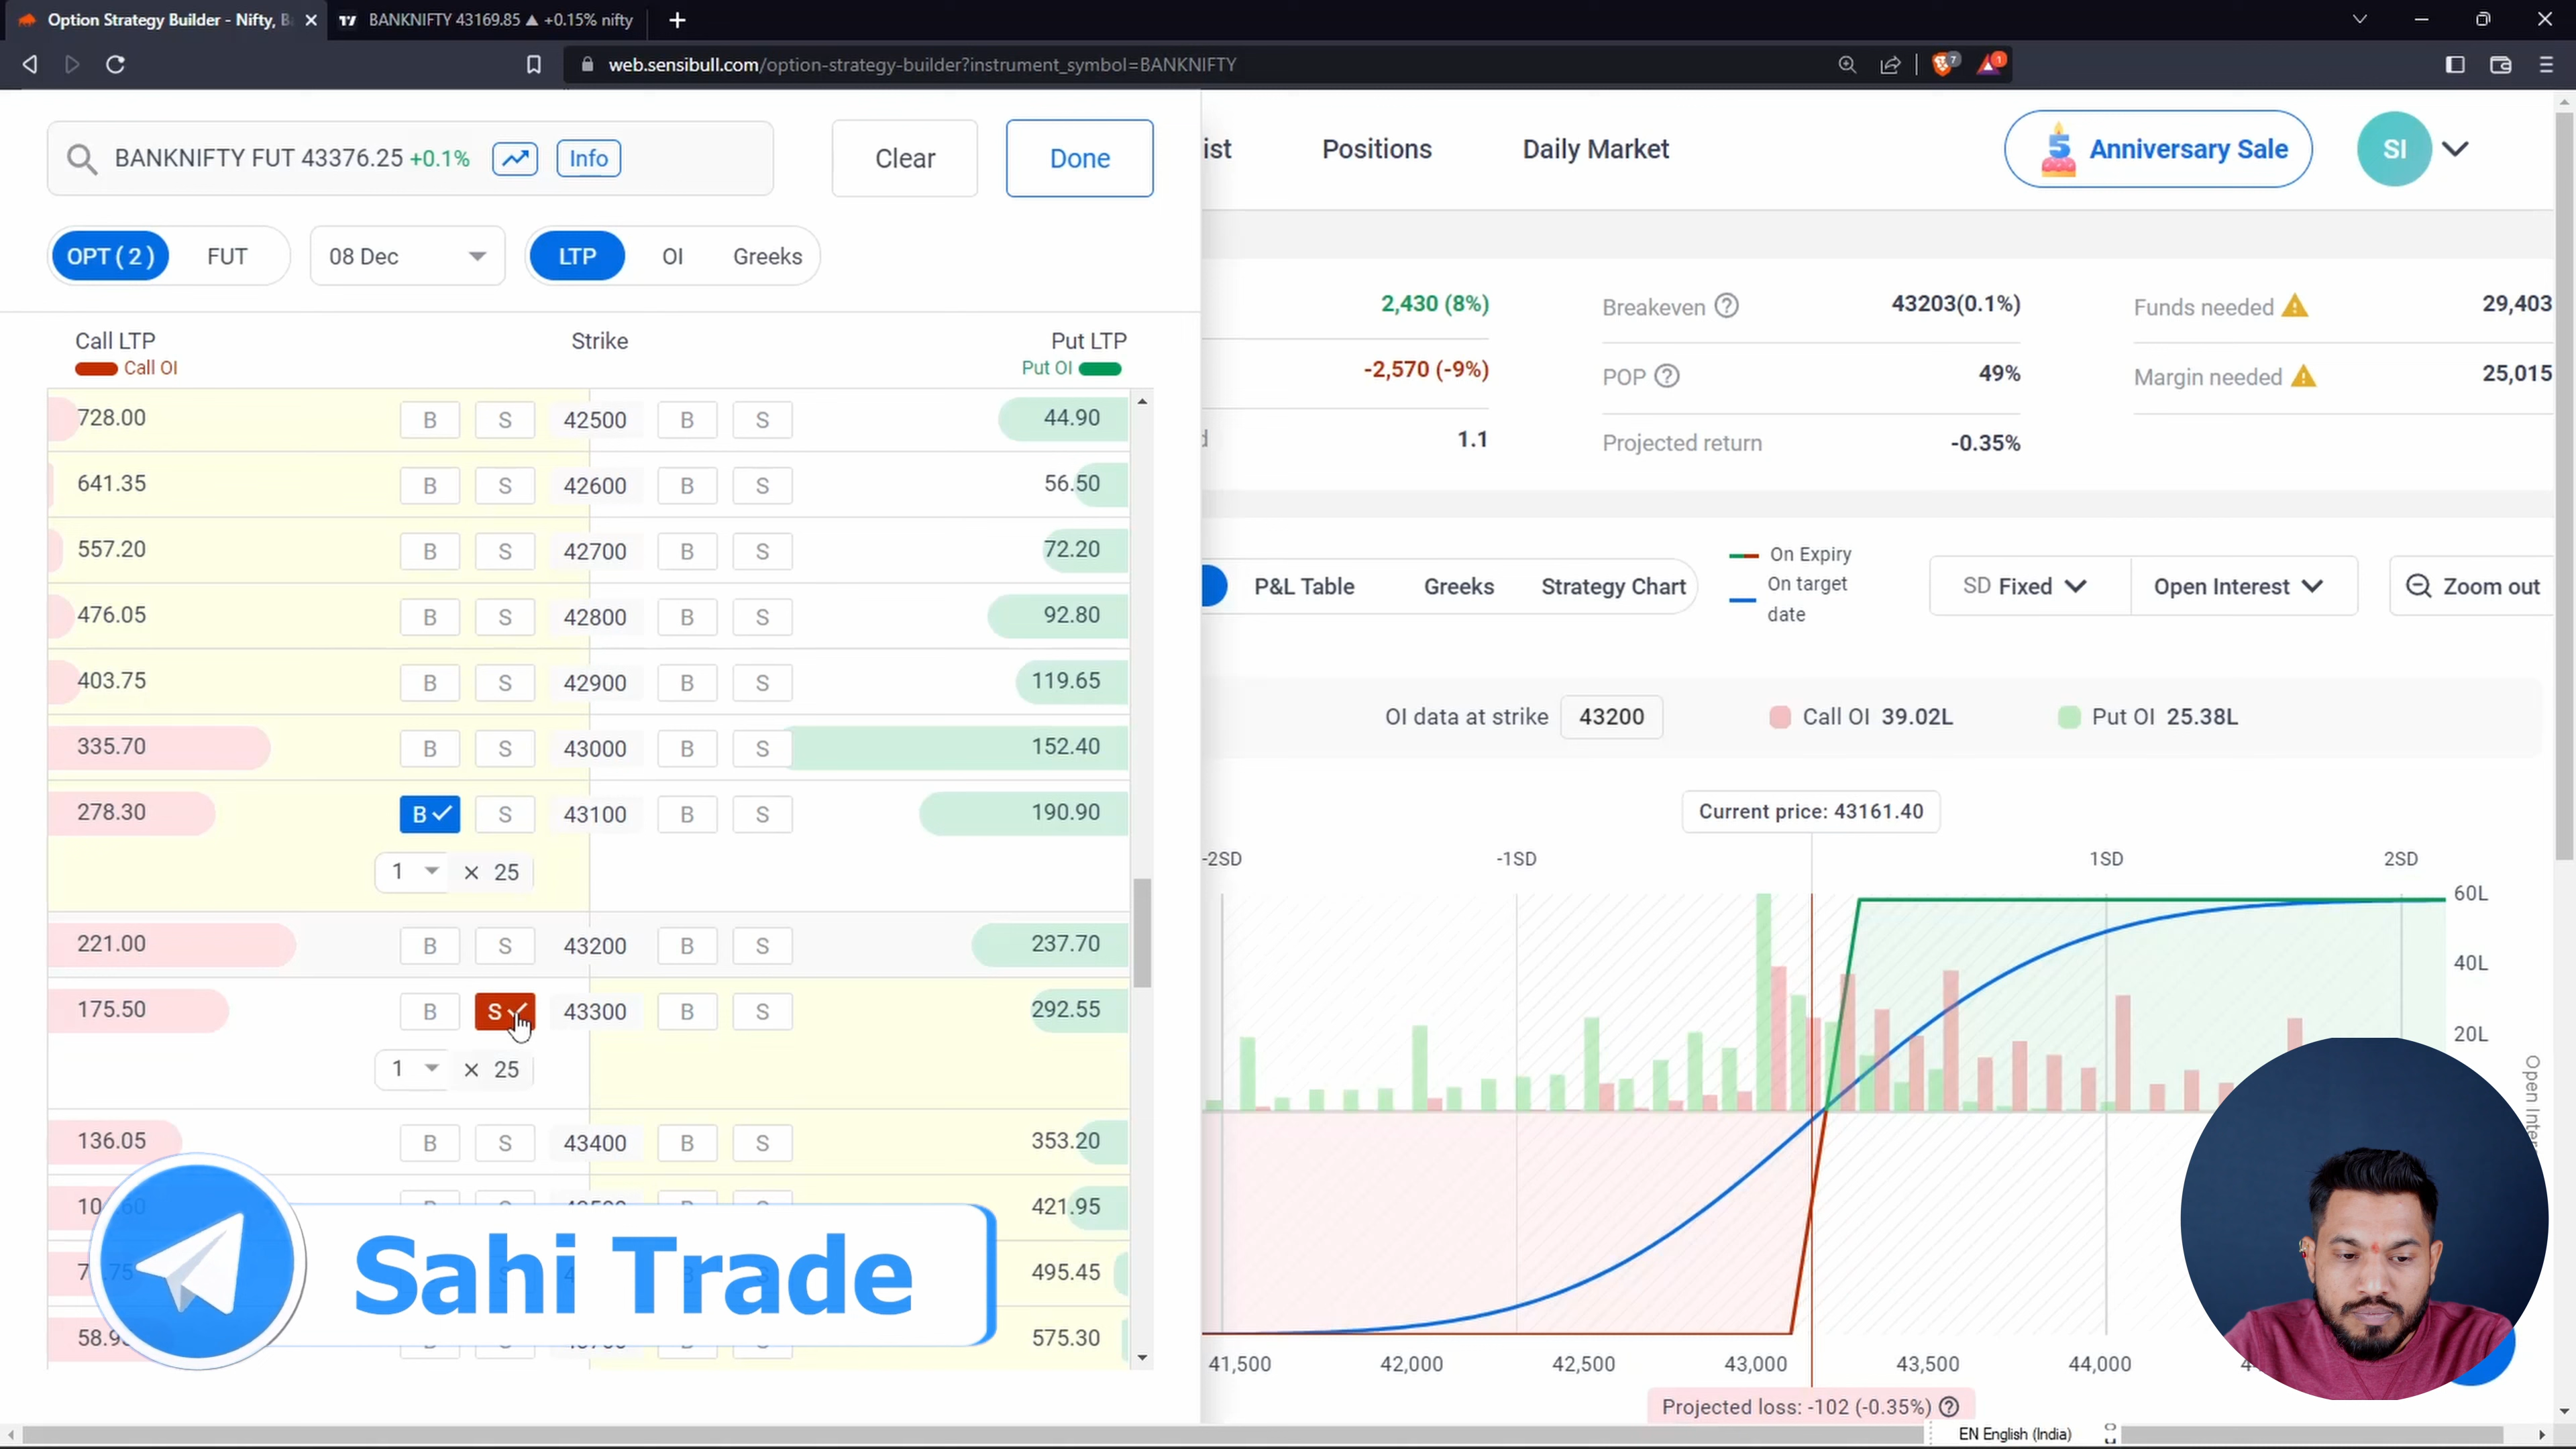 Option Strategy Builder - Nifty, B
BANKNIFTY 43169.85 ▲ +0.15% nifty
web.sensibull.com/option-strategy-builder?instrument_symbol=BANKNIFTY
7
1
BANKNIFTY FUT 43376.25 +0.1% Info
Clear
Done
ist
Positions
Daily Market
5
Anniversary Sale
SI
OPT ( 2 ) FUT
08 Dec
LTP OI Greeks
2,430 (8%)
Breakeven 43203(0.1%)
Funds needed 29,403
-2,570 (-9%)
POP 49%
Margin needed 25,015
1.1
Projected return -0.35%
Call LTP Strike Put LTP
Call OI Put OI
728.00 B S 42500 B S 44.90
641.35 B S 42600 B S 56.50
557.20 B S 42700 B S 72.20
476.05 B S 42800 B S 92.80
403.75 B S 42900 B S 119.65
335.70 B S 43000 B S 152.40
278.30 B ✓ S 43100 B S 190.90
1 × 25
221.00 B S 43200 B S 237.70
175.50 B S ✓ 43300 B S 292.55
1 × 25
136.05 B S 43400 B S 353.20
421.95
495.45
575.30
Sahi Trade
P&L Table
Greeks
Strategy Chart
On Expiry
On target
date
SD Fixed
Open Interest
Zoom out
OI data at strike 43200
Call OI 39.02L
Put OI 25.38L
Current price: 43161.40
-2SD -1SD 1SD 2SD
60L
40L
20L
41,500 42,000 42,500 43,000 43,500 44,000
Projected loss: -102 (-0.35%)
EN English (India)